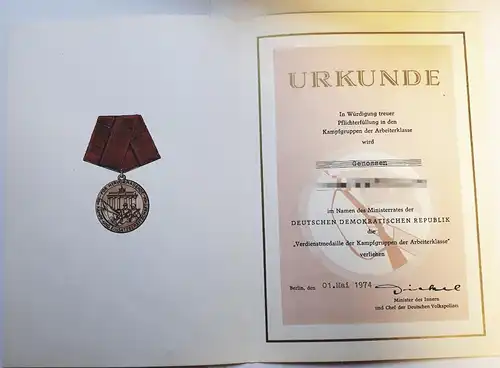 URKUNDE
In Würdigung treuer
Pflichterfüllung in den
Kampfgruppen der Arbeiterklasse
wird
Genossen
im Namen des Ministerrates der
DEUTSCHEN DEMOKRATISCHEN REPUBLIK
die
"Verdienstmedaille der Kampfgruppen der Arbeiterklasse"
verliehen
Berlin, den 01.Mai 1974 Dickel
Minister des Innern
und Chef der Deutschen Volkspolizei